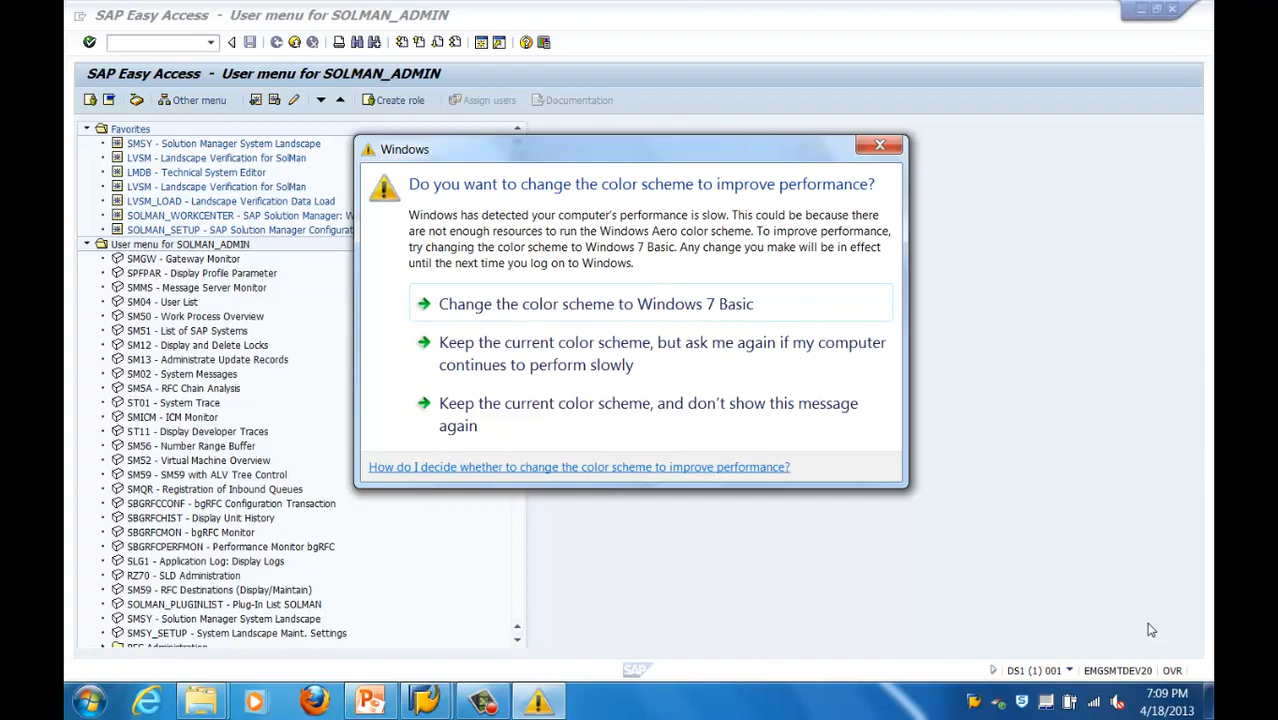 SAP Easy Access - User menu for SOLMAN_ADMIN
SAP Easy Access - User menu for SOLMAN_ADMIN
Other menu
Create role
Assign users
Documentation
Favorites
SMSY - Solution Manager System Landscape
LVSM - Landscape Verification for SolMan
LMDB - Technical System Editor
LVSM - Landscape Verification for SolMan
LVSM_LOAD - Landscape Verification Data Load
SOLMAN_WORKCENTER - SAP Solution Manager: W
SOLMAN_SETUP - SAP Solution Manager Configurat
User menu for SOLMAN_ADMIN
SMGW - Gateway Monitor
SPFPAR - Display Profile Parameter
SMMS - Message Server Monitor
SM04 - User List
SM50 - Work Process Overview
SM51 - List of SAP Systems
SM12 - Display and Delete Locks
SM13 - Administrate Update Records
SM02 - System Messages
SM5A - RFC Chain Analysis
ST01 - System Trace
SMICM - ICM Monitor
ST11 - Display Developer Traces
SM56 - Number Range Buffer
SM52 - Virtual Machine Overview
SM59 - SM59 with ALV Tree Control
SMQR - Registration of Inbound Queues
SBGRFCCONF - bgRFC Configuration Transaction
SBGRFCHIST - Display Unit History
SBGRFCMON - bgRFC Monitor
SBGRFCPERFMON - Performance Monitor bgRFC
SLG1 - Application Log: Display Logs
RZ70 - SLD Administration
SM59 - RFC Destinations (Display/Maintain)
SOLMAN_PLUGINLIST - Plug-In List SOLMAN
SMSY - Solution Manager System Landscape
SMSY_SETUP - System Landscape Maint. Settings
Windows
Do you want to change the color scheme to improve performance?
Windows has detected your computer's performance is slow. This could be because there
are not enough resources to run the Windows Aero color scheme. To improve performance,
try changing the color scheme to Windows 7 Basic. Any change you make will be in effect
until the next time you log on to Windows.
Change the color scheme to Windows 7 Basic
Keep the current color scheme, but ask me again if my computer
continues to perform slowly
Keep the current color scheme, and don't show this message
again
How do I decide whether to change the color scheme to improve performance?
SAP
DS1 (1) 001
EMGSMTDEV20
OVR
7:09 PM
4/18/2013